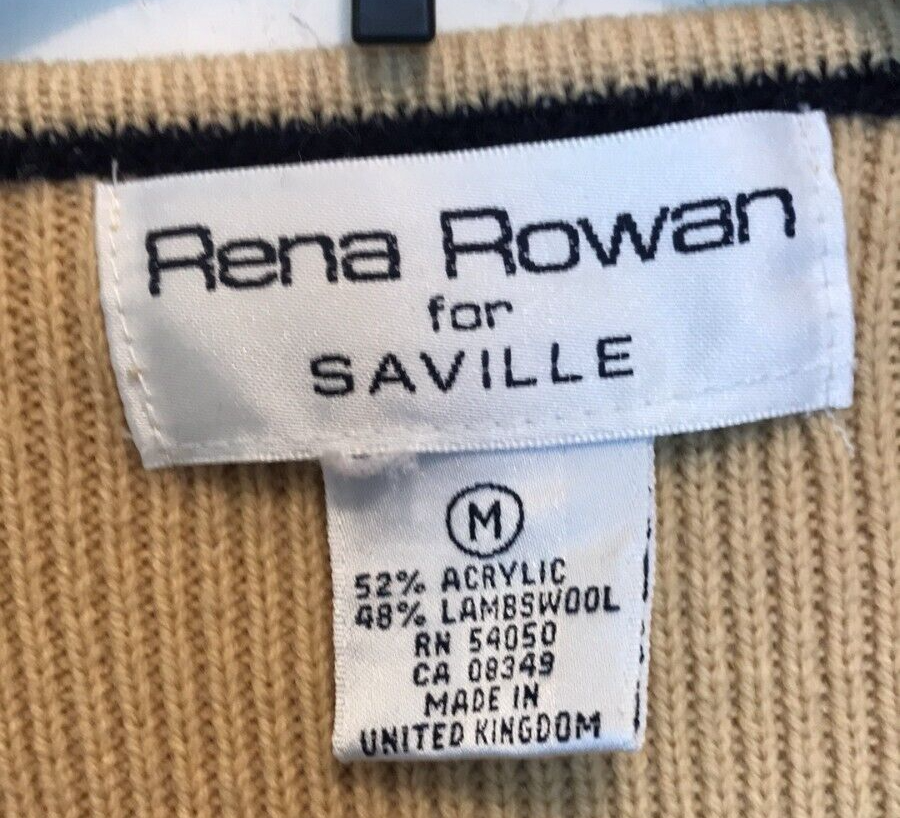 Rena Rowan
for
SAVILLE
M
52% ACRYLIC
48% LAMBSWOOL
RN 54050
CA 08349
MADE IN
UNITED KINGDOM